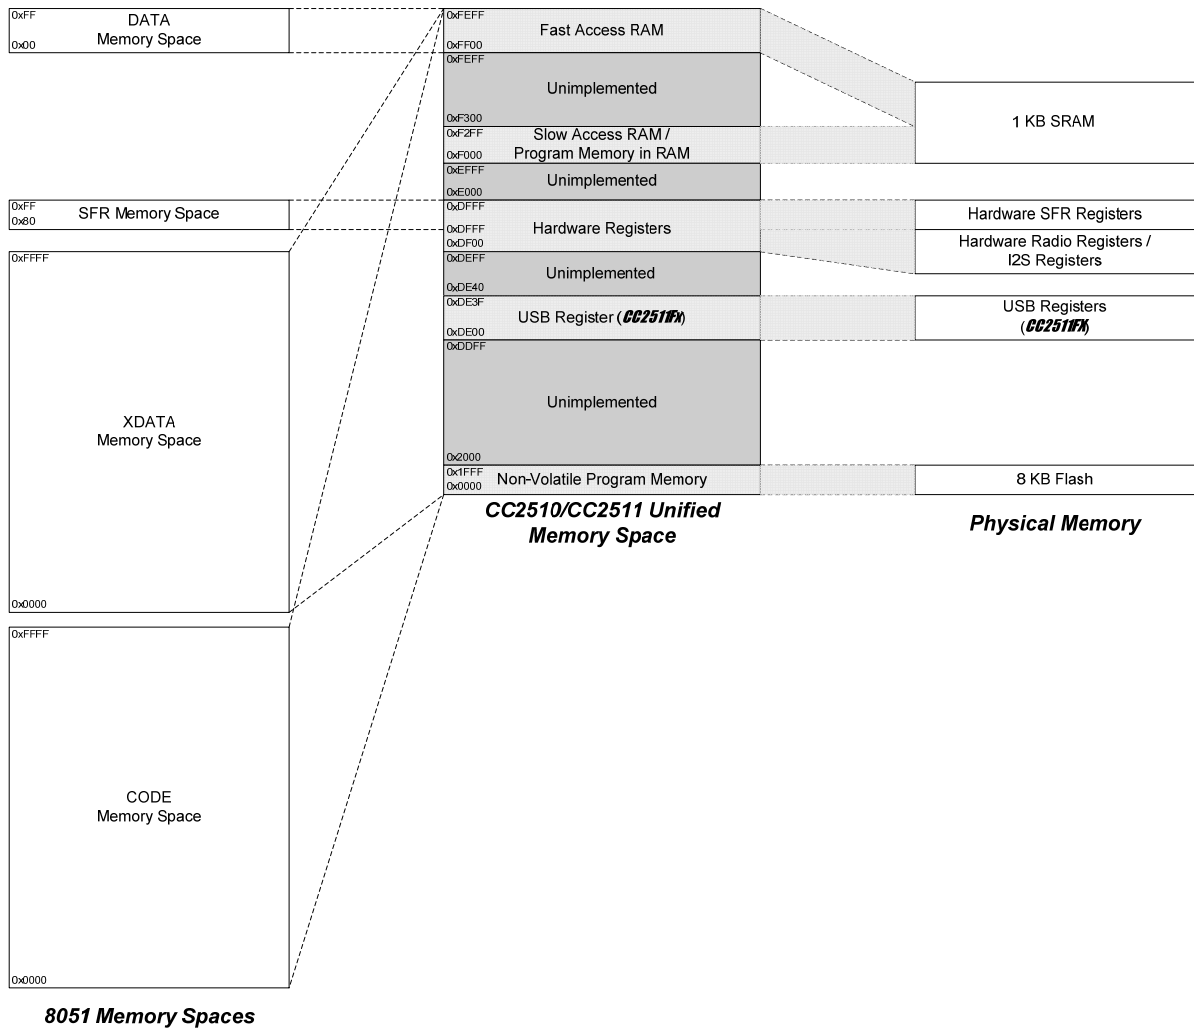 0xFF
DATA
Memory Space
0x00
0xFF
SFR Memory Space
0x80
0xFFFF
XDATA
Memory Space
0x0000
0xFFFF
CODE
Memory Space
0x0000
8051 Memory Spaces
0xFEFF
Fast Access RAM
0xFF00
0xFEFF
Unimplemented
0xF300
0xF2FF
Slow Access RAM /
Program Memory in RAM
0xF000
0xEFFF
Unimplemented
0xE000
0xDFFF
Hardware Registers
0xDFFF
0xDF00
0xDEFF
Unimplemented
0xDE40
0xDE3F
USB Register (CC2511Fx)
0xDE00
0xDDFF
Unimplemented
0x2000
0x1FFF
Non-Volatile Program Memory
0x0000
CC2510/CC2511 Unified
Memory Space
1 KB SRAM
Hardware SFR Registers
Hardware Radio Registers /
I2S Registers
USB Registers
(CC2511FX)
8 KB Flash
Physical Memory